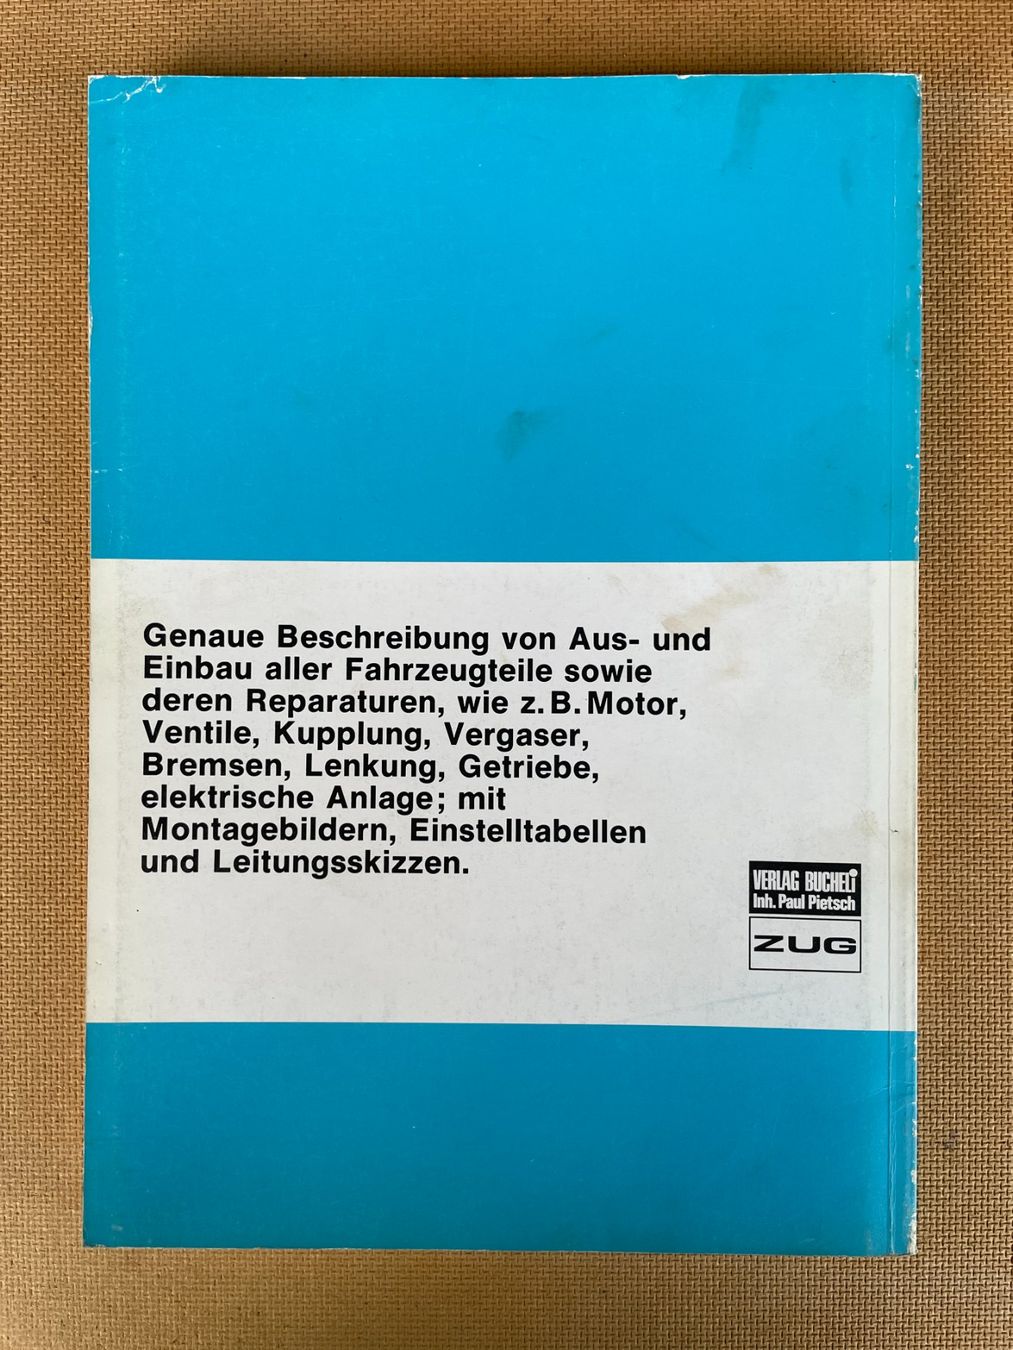 Genaue Beschreibung von Aus- und
Einbau aller Fahrzeugteile sowie
deren Reparaturen, wie z.B. Motor,
Ventile, Kupplung, Vergaser,
Bremsen, Lenkung, Getriebe,
elektrische Anlage; mit
Montagebildern, Einstelltabellen
und Leitungsskizzen.
VERLAG BUCHELI
Inh. Paul Pietsch
ZUG